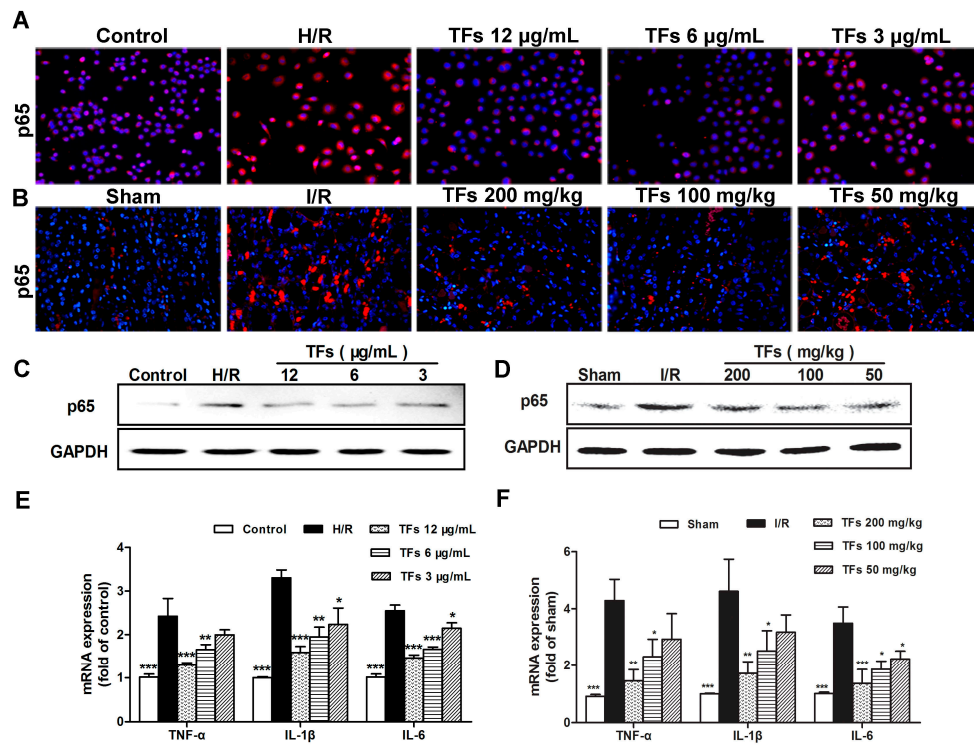 A
Control H/R TFs 12 µg/mL TFs 6 µg/mL TFs 3 µg/mL
p65
B
Sham I/R TFs 200 mg/kg TFs 100 mg/kg TFs 50 mg/kg
p65
C
TFs ( µg/mL )
Control H/R 12 6 3
p65
GAPDH
D
TFs ( mg/kg )
Sham I/R 200 100 50
p65
GAPDH
E
Control H/R TFs 12 µg/mL
TFs 6 µg/mL
TFs 3 µg/mL
mRNA expression
(fold of control)
4
3
2
1
0
*** *** **
*** *** ** *
*** *** *** *
TNF-α IL-1β IL-6
F
Sham I/R TFs 200 mg/kg
TFs 100 mg/kg
TFs 50 mg/kg
mRNA expression
(fold of sham)
6
4
2
0
*** ** *
*** ** *
*** *** * *
TNF-α IL-1β IL-6